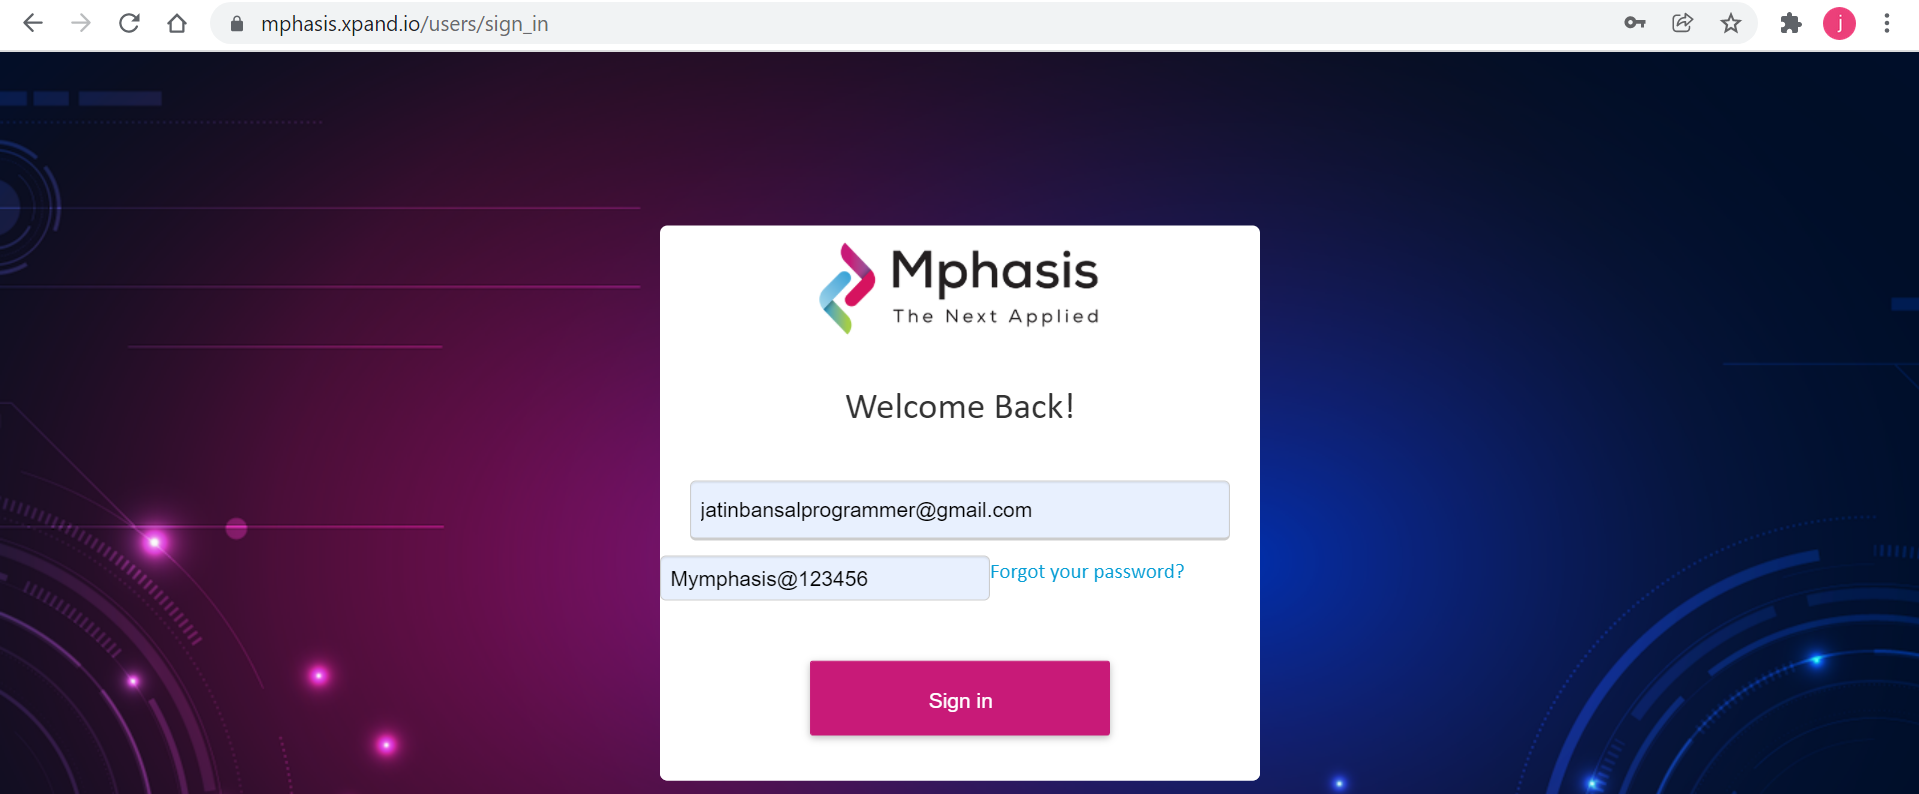 mphasis.xpand.io/users/sign_in
j
Mphasis
The Next Applied
Welcome Back!
jatinbansalprogrammer@gmail.com
Mymphasis@123456
Forgot your password?
Sign in